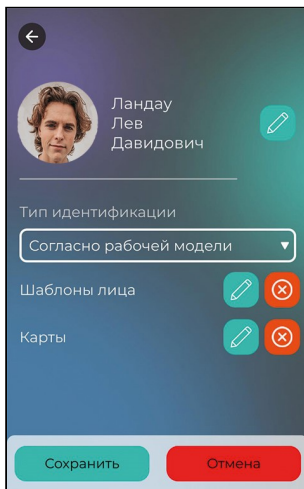 Ландау
Лев
Давидович
Тип идентификации
Согласно рабочей модели
Шаблоны лица
Карты
Сохранить
Отмена